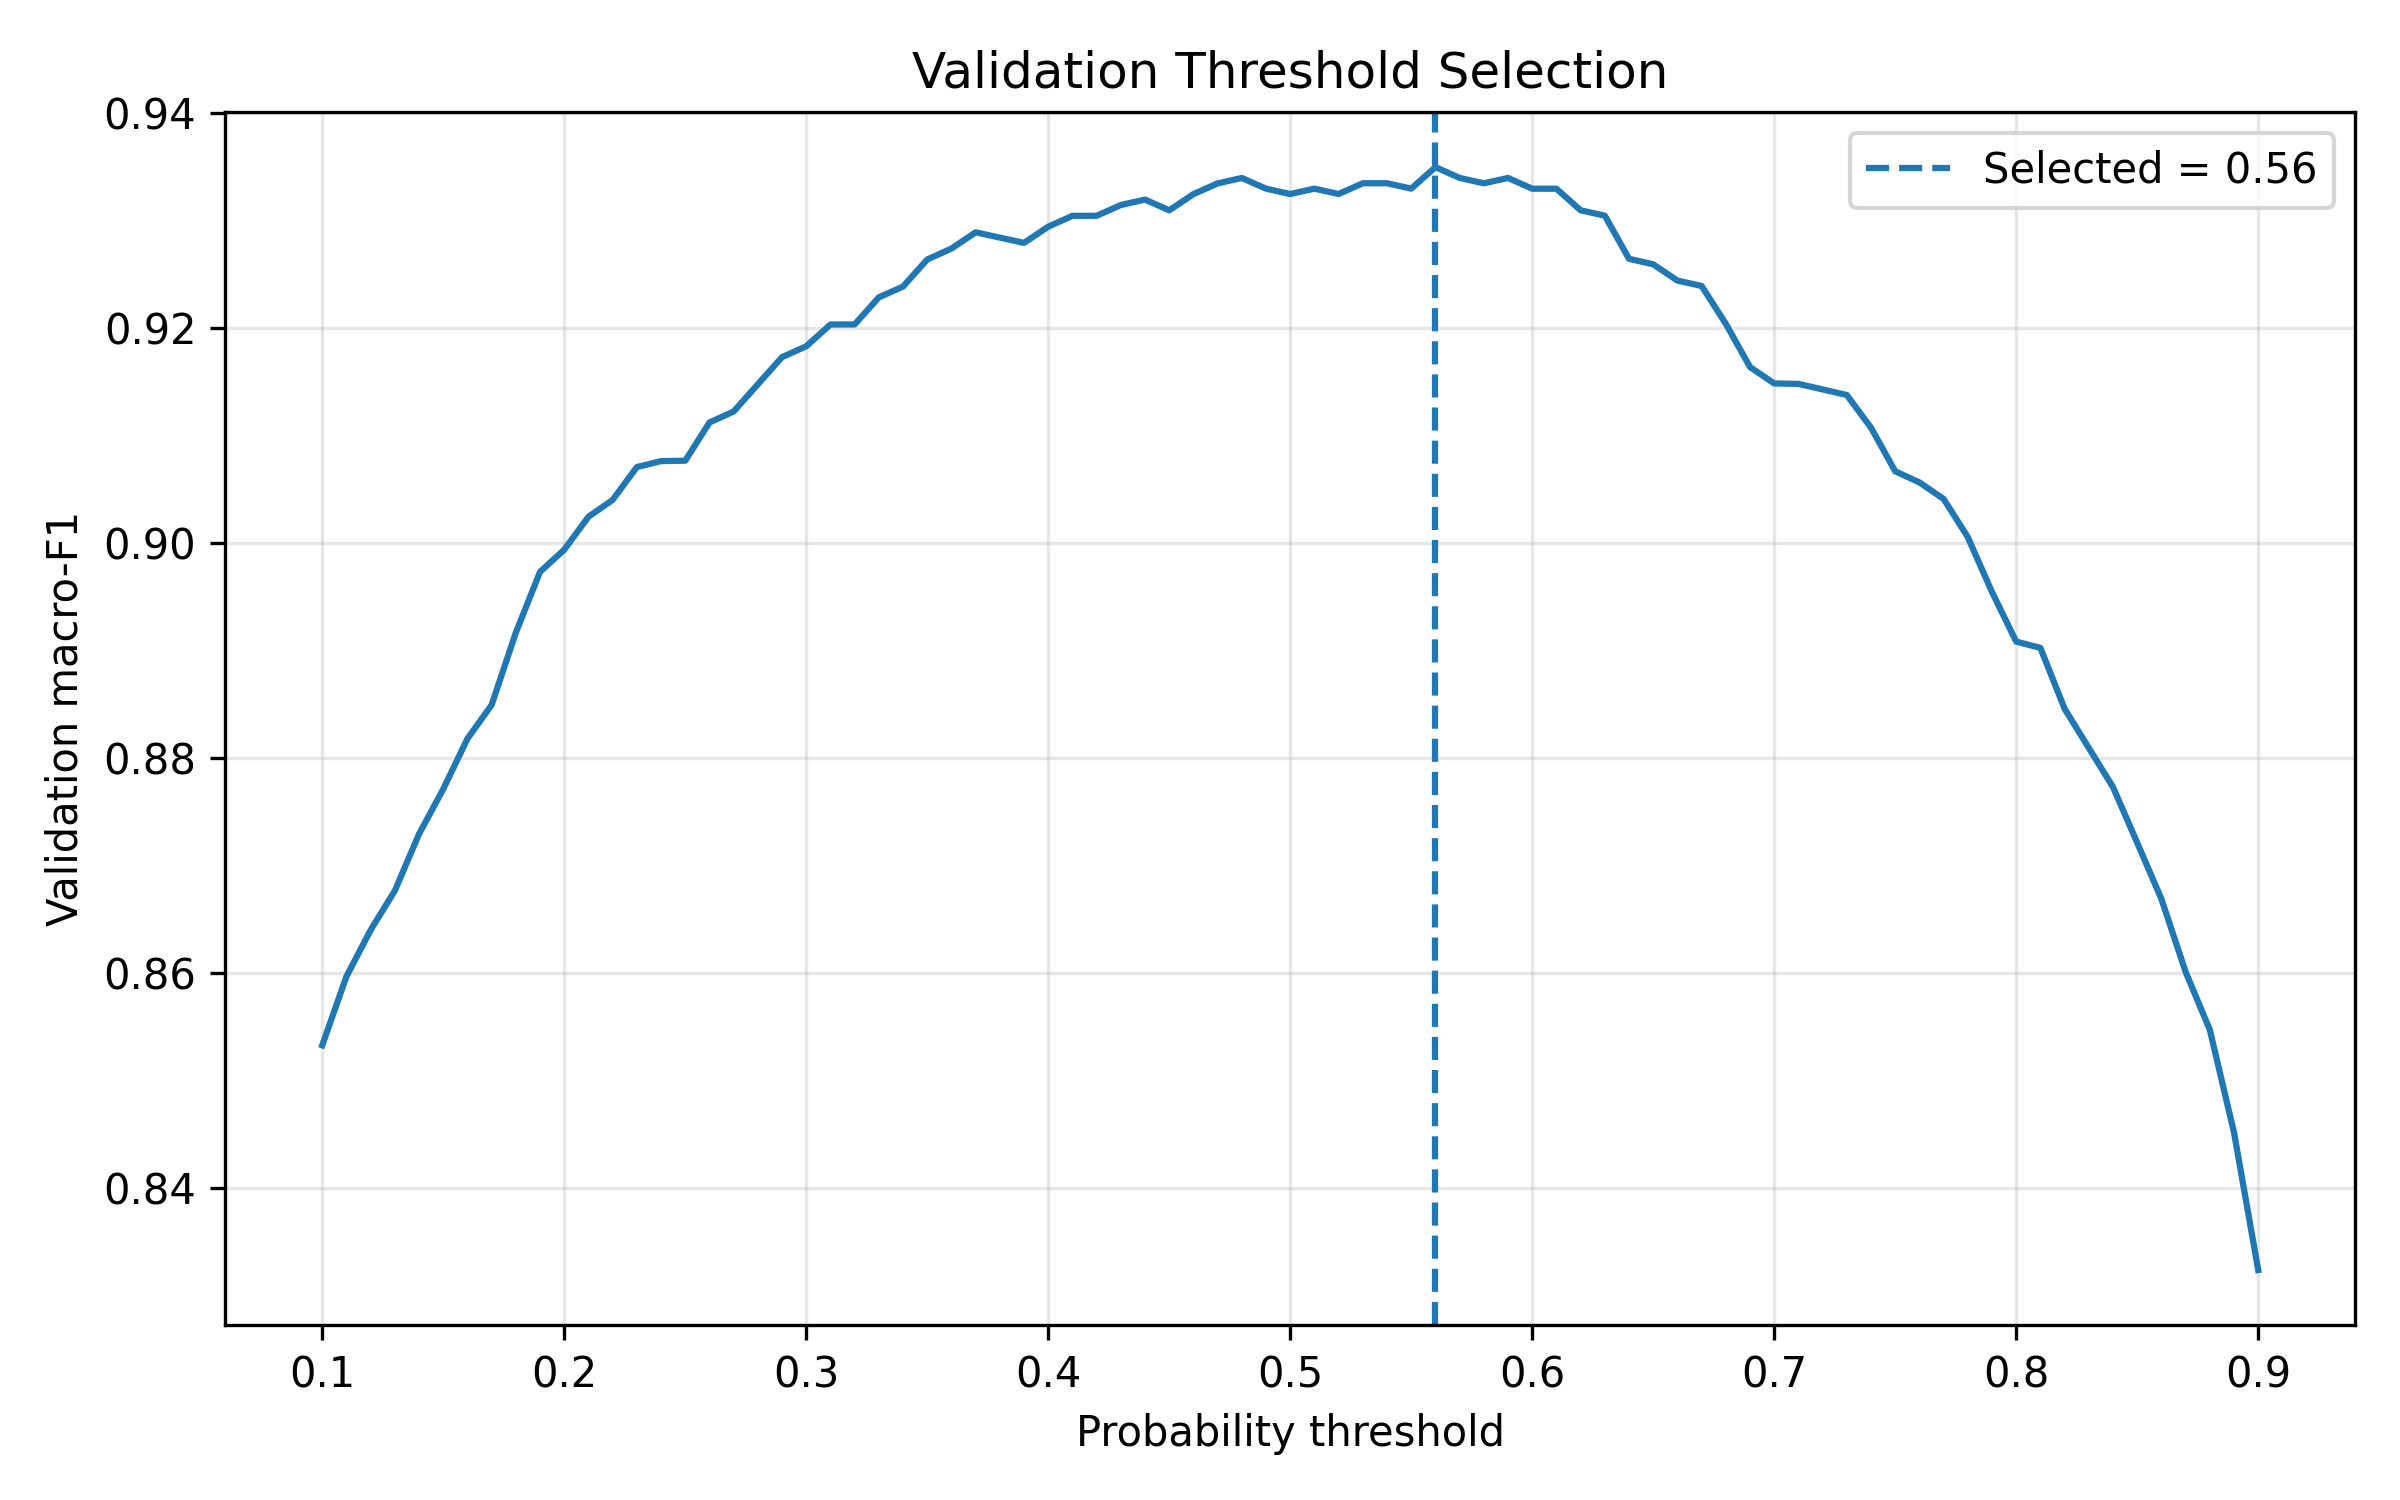 Validation Threshold Selection
Selected = 0.56
Validation macro-F1
0.94
0.92
0.90
0.88
0.86
0.84
0.1 0.2 0.3 0.4 0.5 0.6 0.7 0.8 0.9
Probability threshold